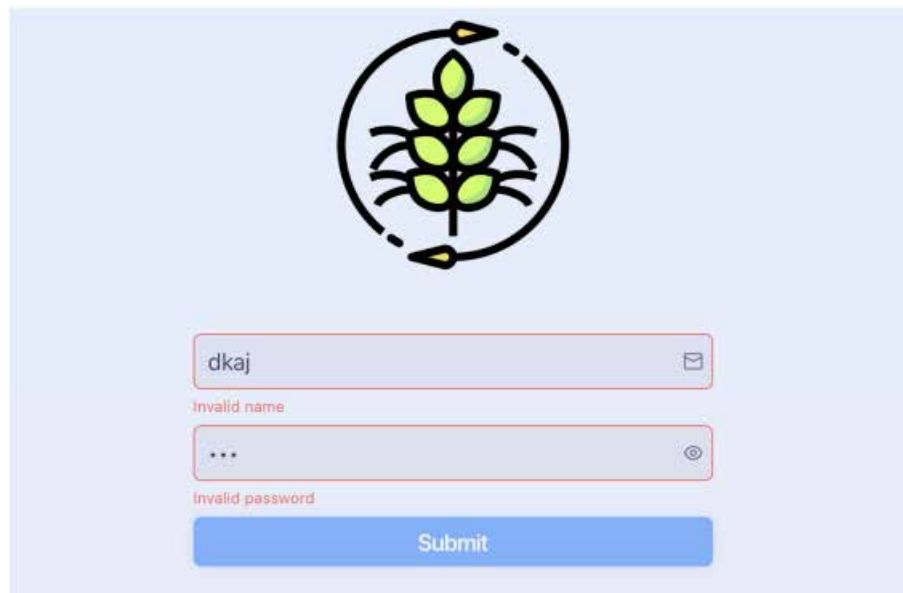 dkaj
Invalid name
•••
Invalid password
Submit